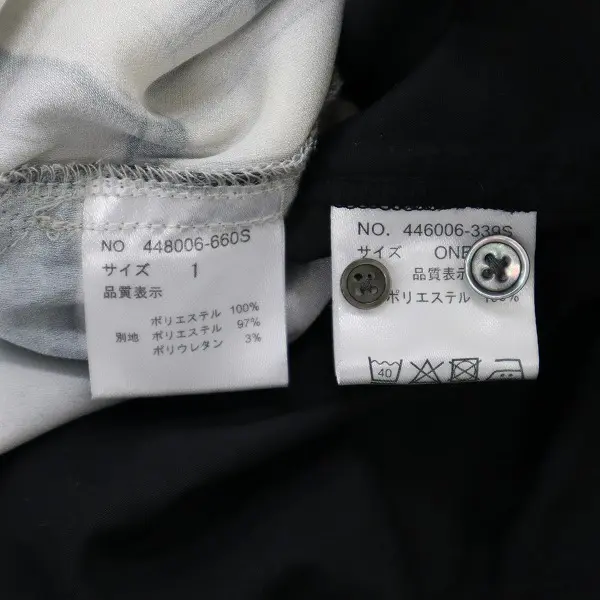 NO 448006-660S
サイズ 1
品質表示
ポリエステル 100%
別地 ポリエステル 97%
ポリウレタン 3%
NO. 446006-339S
サイズ ONE
品質表示
ポリエステル
40